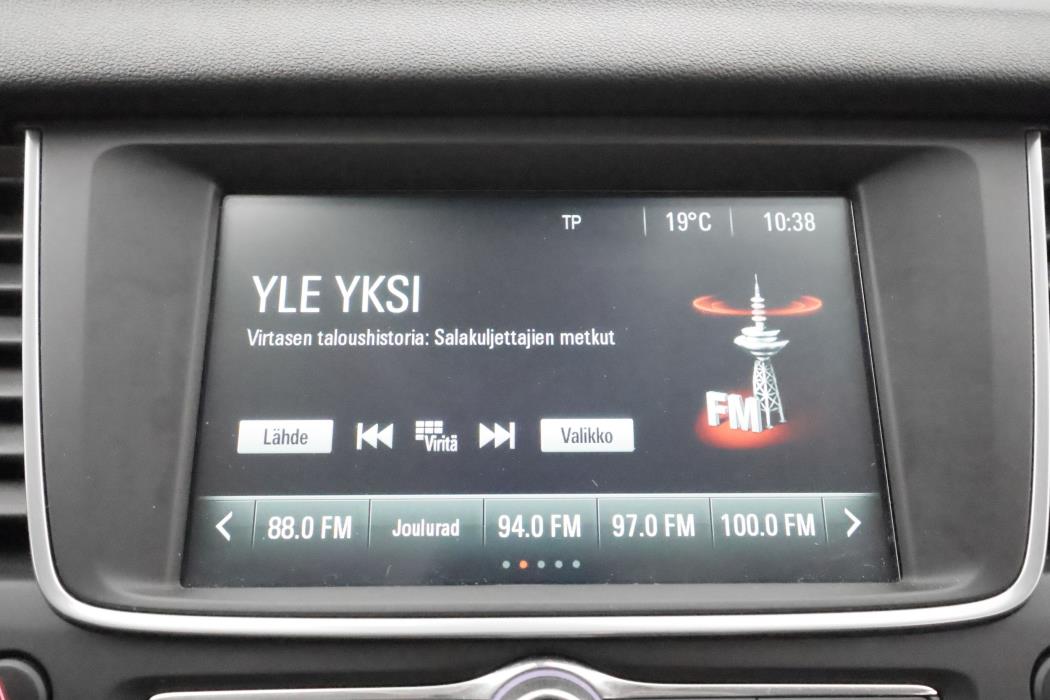 TP 19°C 10:38
YLE YKSI
Virtasen taloushistoria: Salakuljettajien metkut
FM
Lähde Viritä Valikko
88.0 FM Joulurad 94.0 FM 97.0 FM 100.0 FM